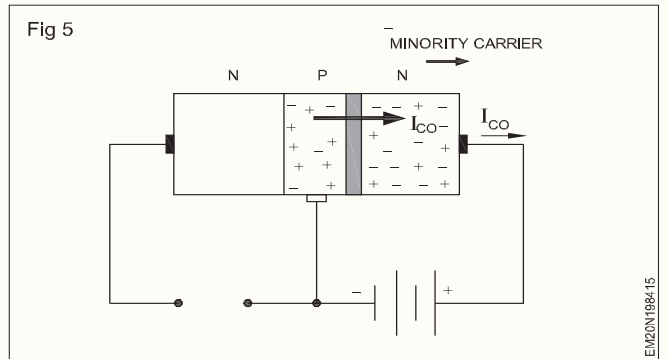 Fig 5
–
MINORITY CARRIER
N P N
– + – – – – + –
+ – I_CO I_CO
– + – + – –
+ – + – + – +
– + + – + – –
– +
EM20N198415